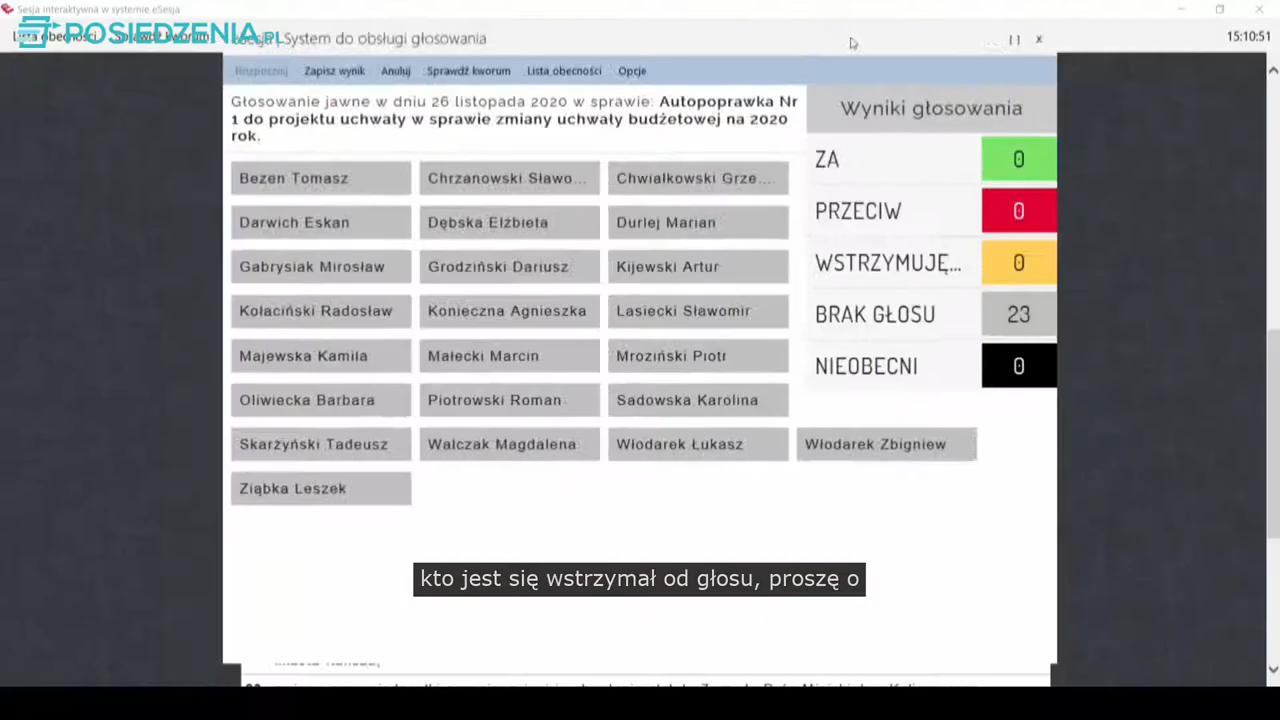 Sesja interaktywna w systemie eSesja
POSIEDZENIA.PL
Lista obecności Sprawdź kworum
System do obsługi głosowania
15:10:51
Rozpocznij Zapisz wynik Anuluj Sprawdź kworum Lista obecności Opcje
Głosowanie jawne w dniu 26 listopada 2020 w sprawie: Autopoprawka Nr
1 do projektu uchwały w sprawie zmiany uchwały budżetowej na 2020
rok.
Wyniki głosowania
ZA 0
PRZECIW 0
WSTRZYMUJĘ... 0
BRAK GŁOSU 23
NIEOBECNI 0
Bezen Tomasz Chrzanowski Sławo... Chwiałkowski Grze...
Darwich Eskan Dębska Elżbieta Durlej Marian
Gabrysiak Mirosław Grodziński Dariusz Kijewski Artur
Kołaciński Radosław Konieczna Agnieszka Lasiecki Sławomir
Majewska Kamila Małecki Marcin Mroziński Piotr
Oliwiecka Barbara Piotrowski Roman Sadowska Karolina
Skarżyński Tadeusz Walczak Magdalena Włodarek Łukasz Włodarek Zbigniew
Ziąbka Leszek
kto jest się wstrzymał od głosu, proszę o